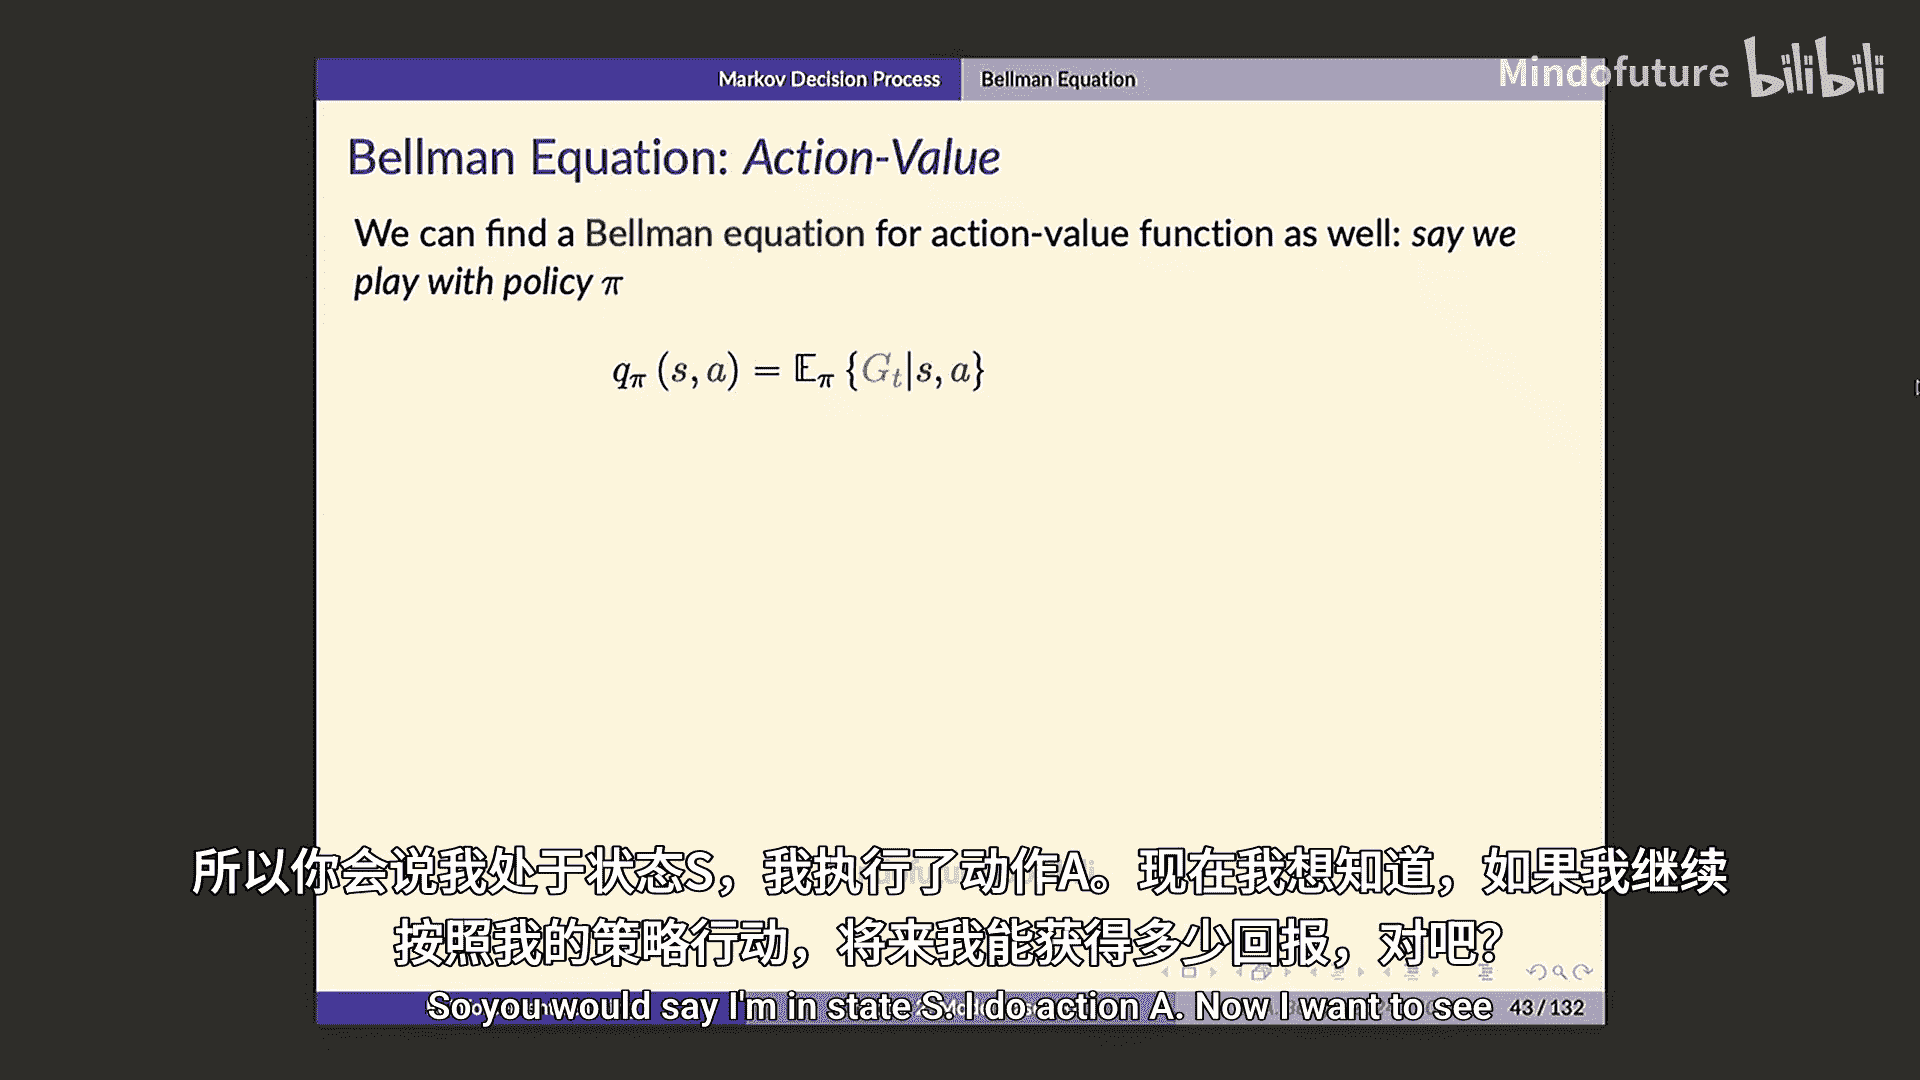 Markov Decision Process
Bellman Equation
Mindofuture bilibili
Bellman Equation: Action-Value
We can find a Bellman equation for action-value function as well: say we
play with policy π
qπ (s, a) = 𝔼π {Gt|s, a}
所以你会说我处于状态S，我执行了动作A。现在我想知道，如果我继续
按照我的策略行动，将来我能获得多少回报，对吧？
So you would say I'm in state S. I do action A. Now I want to see
43 / 132